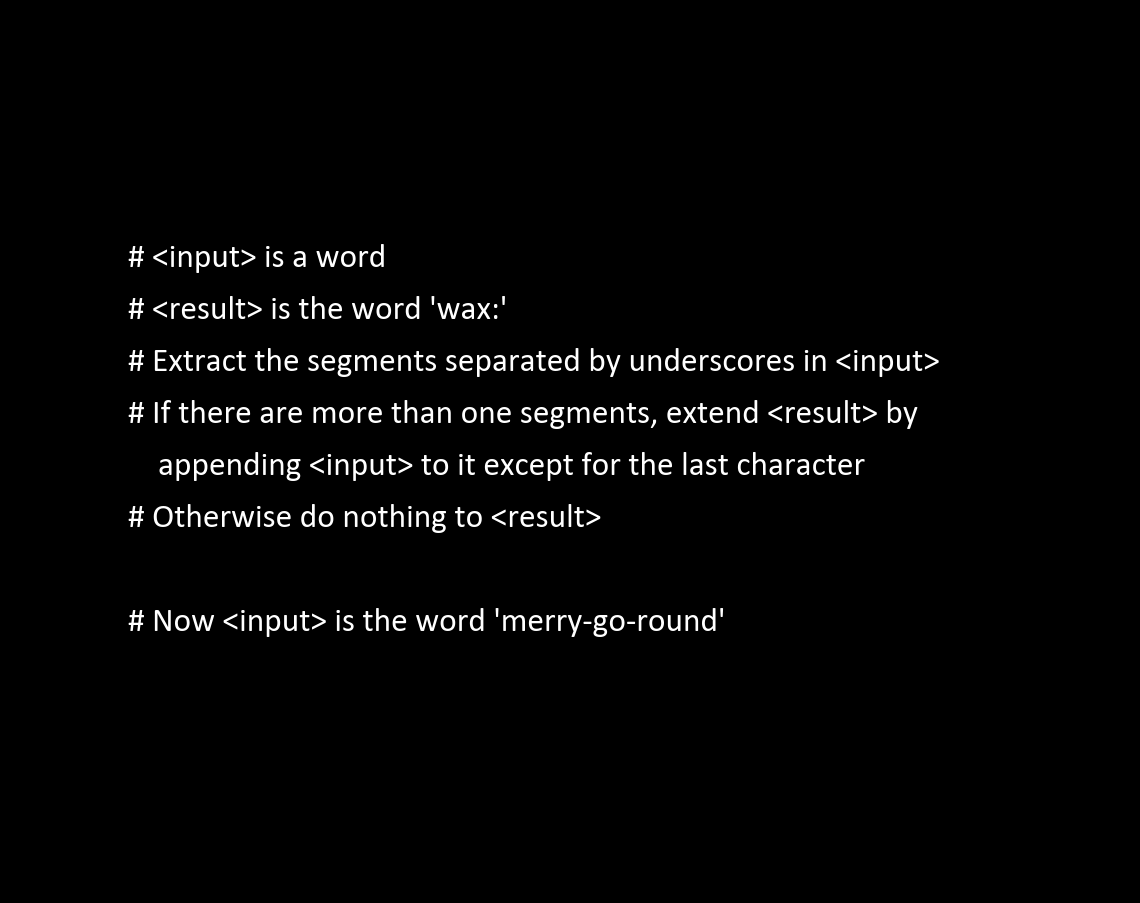 # <input> is a word
# <result> is the word 'wax:'
# Extract the segments separated by underscores in <input>
# If there are more than one segments, extend <result> by
appending <input> to it except for the last character
# Otherwise do nothing to <result>
# Now <input> is the word 'merry-go-round'